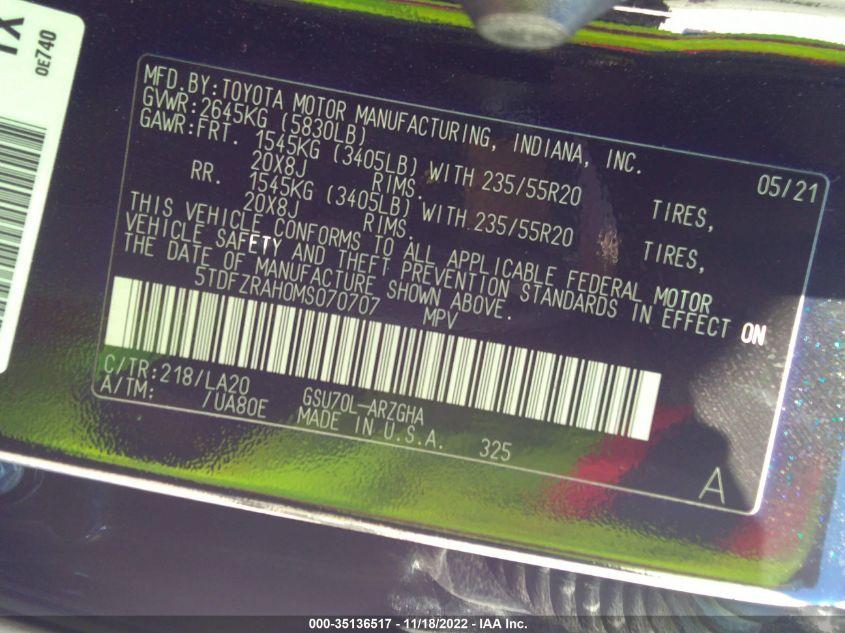 1X
0E740
MFD.BY:TOYOTA MOTOR MANUFACTURING, INDIANA, INC. 05/21
GVWR:2645KG (5830LB)
GAWR:FRT. 1545KG (3405LB) WITH 235/55R20 TIRES,
20X8J RIMS.
RR. 1545KG (3405LB) WITH 235/55R20 TIRES,
20X8J RIMS.
THIS VEHICLE CONFORMS TO ALL APPLICABLE FEDERAL MOTOR
VEHICLE SAFETY AND THEFT PREVENTION STANDARDS IN EFFECT ON
THE DATE OF MANUFACTURE SHOWN ABOVE.
5TDFZRAH0MS070707 MPV
C/TR:218/LA20 GSU70L-ARZGHA
A/TM: /UA80E MADE IN U.S.A. 325
A
000-35136517 - 11/18/2022 - IAA Inc.